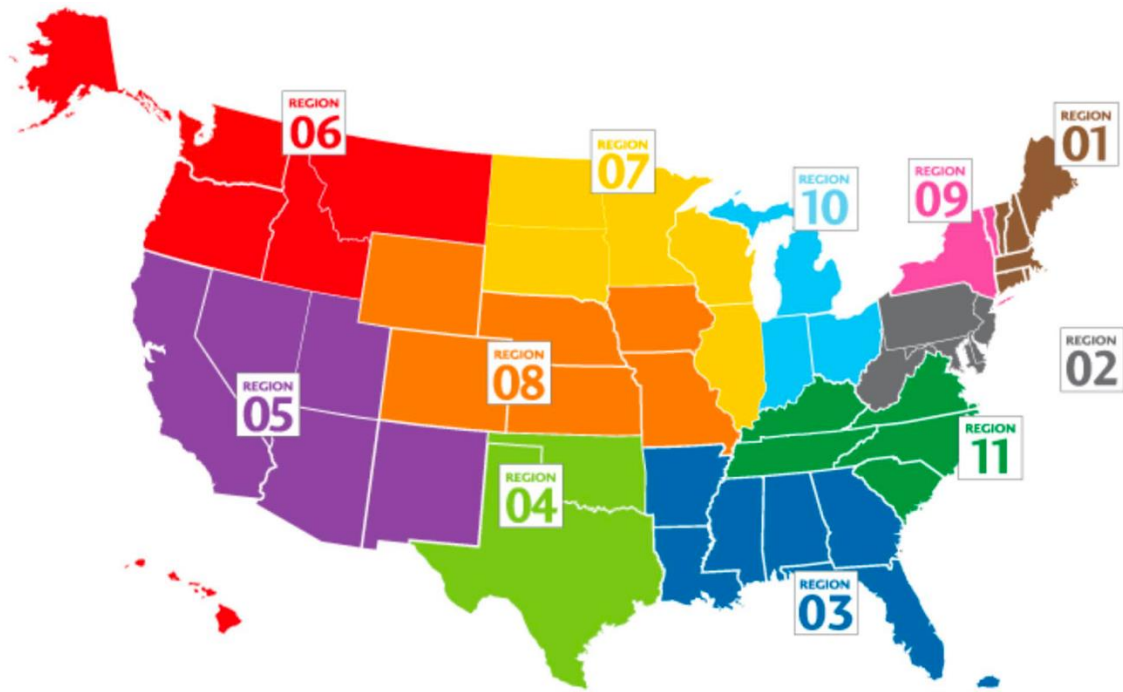 REGION
06
REGION
07
REGION
10
REGION
09
REGION
01
REGION
02
REGION
05
REGION
08
REGION
04
REGION
11
REGION
03